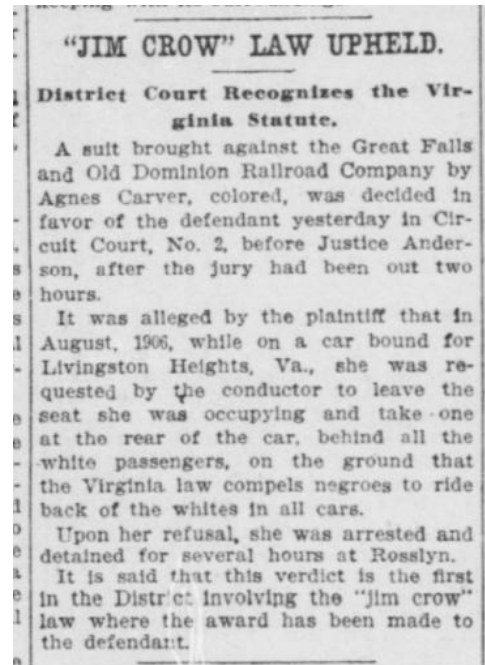 "JIM CROW" LAW UPHELD.
District Court Recognizes the Vir-
ginia Statute.
A suit brought against the Great Falls
and Old Dominion Railroad Company by
Agnes Carver, colored, was decided in
favor of the defendant yesterday in Cir-
cuit Court, No. 2, before Justice Ander-
son, after the jury had been out two
hours.
It was alleged by the plaintiff that in
August, 1906, while on a car bound for
Livingston Heights, Va., she was re-
quested by the conductor to leave the
seat she was occupying and take one
at the rear of the car, behind all the
white passengers, on the ground that
the Virginia law compels negroes to ride
back of the whites in all cars.
Upon her refusal, she was arrested and
detained for several hours at Rosslyn.
It is said that this verdict is the first
in the District involving the "jim crow"
law where the award has been made to
the defendant.